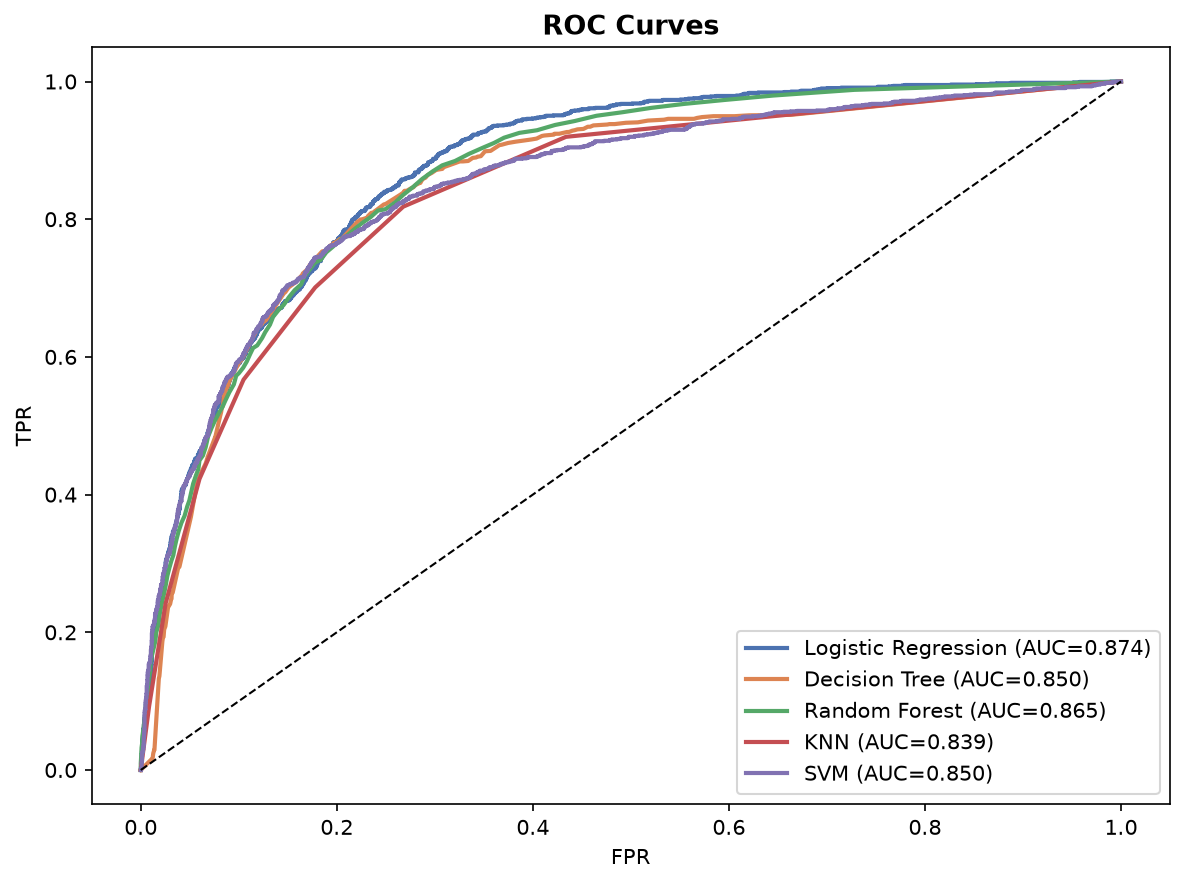 ROC Curves
TPR
1.0
0.8
0.6
0.4
0.2
0.0
Logistic Regression (AUC=0.874)
Decision Tree (AUC=0.850)
Random Forest (AUC=0.865)
KNN (AUC=0.839)
SVM (AUC=0.850)
0.0 0.2 0.4 0.6 0.8 1.0
FPR